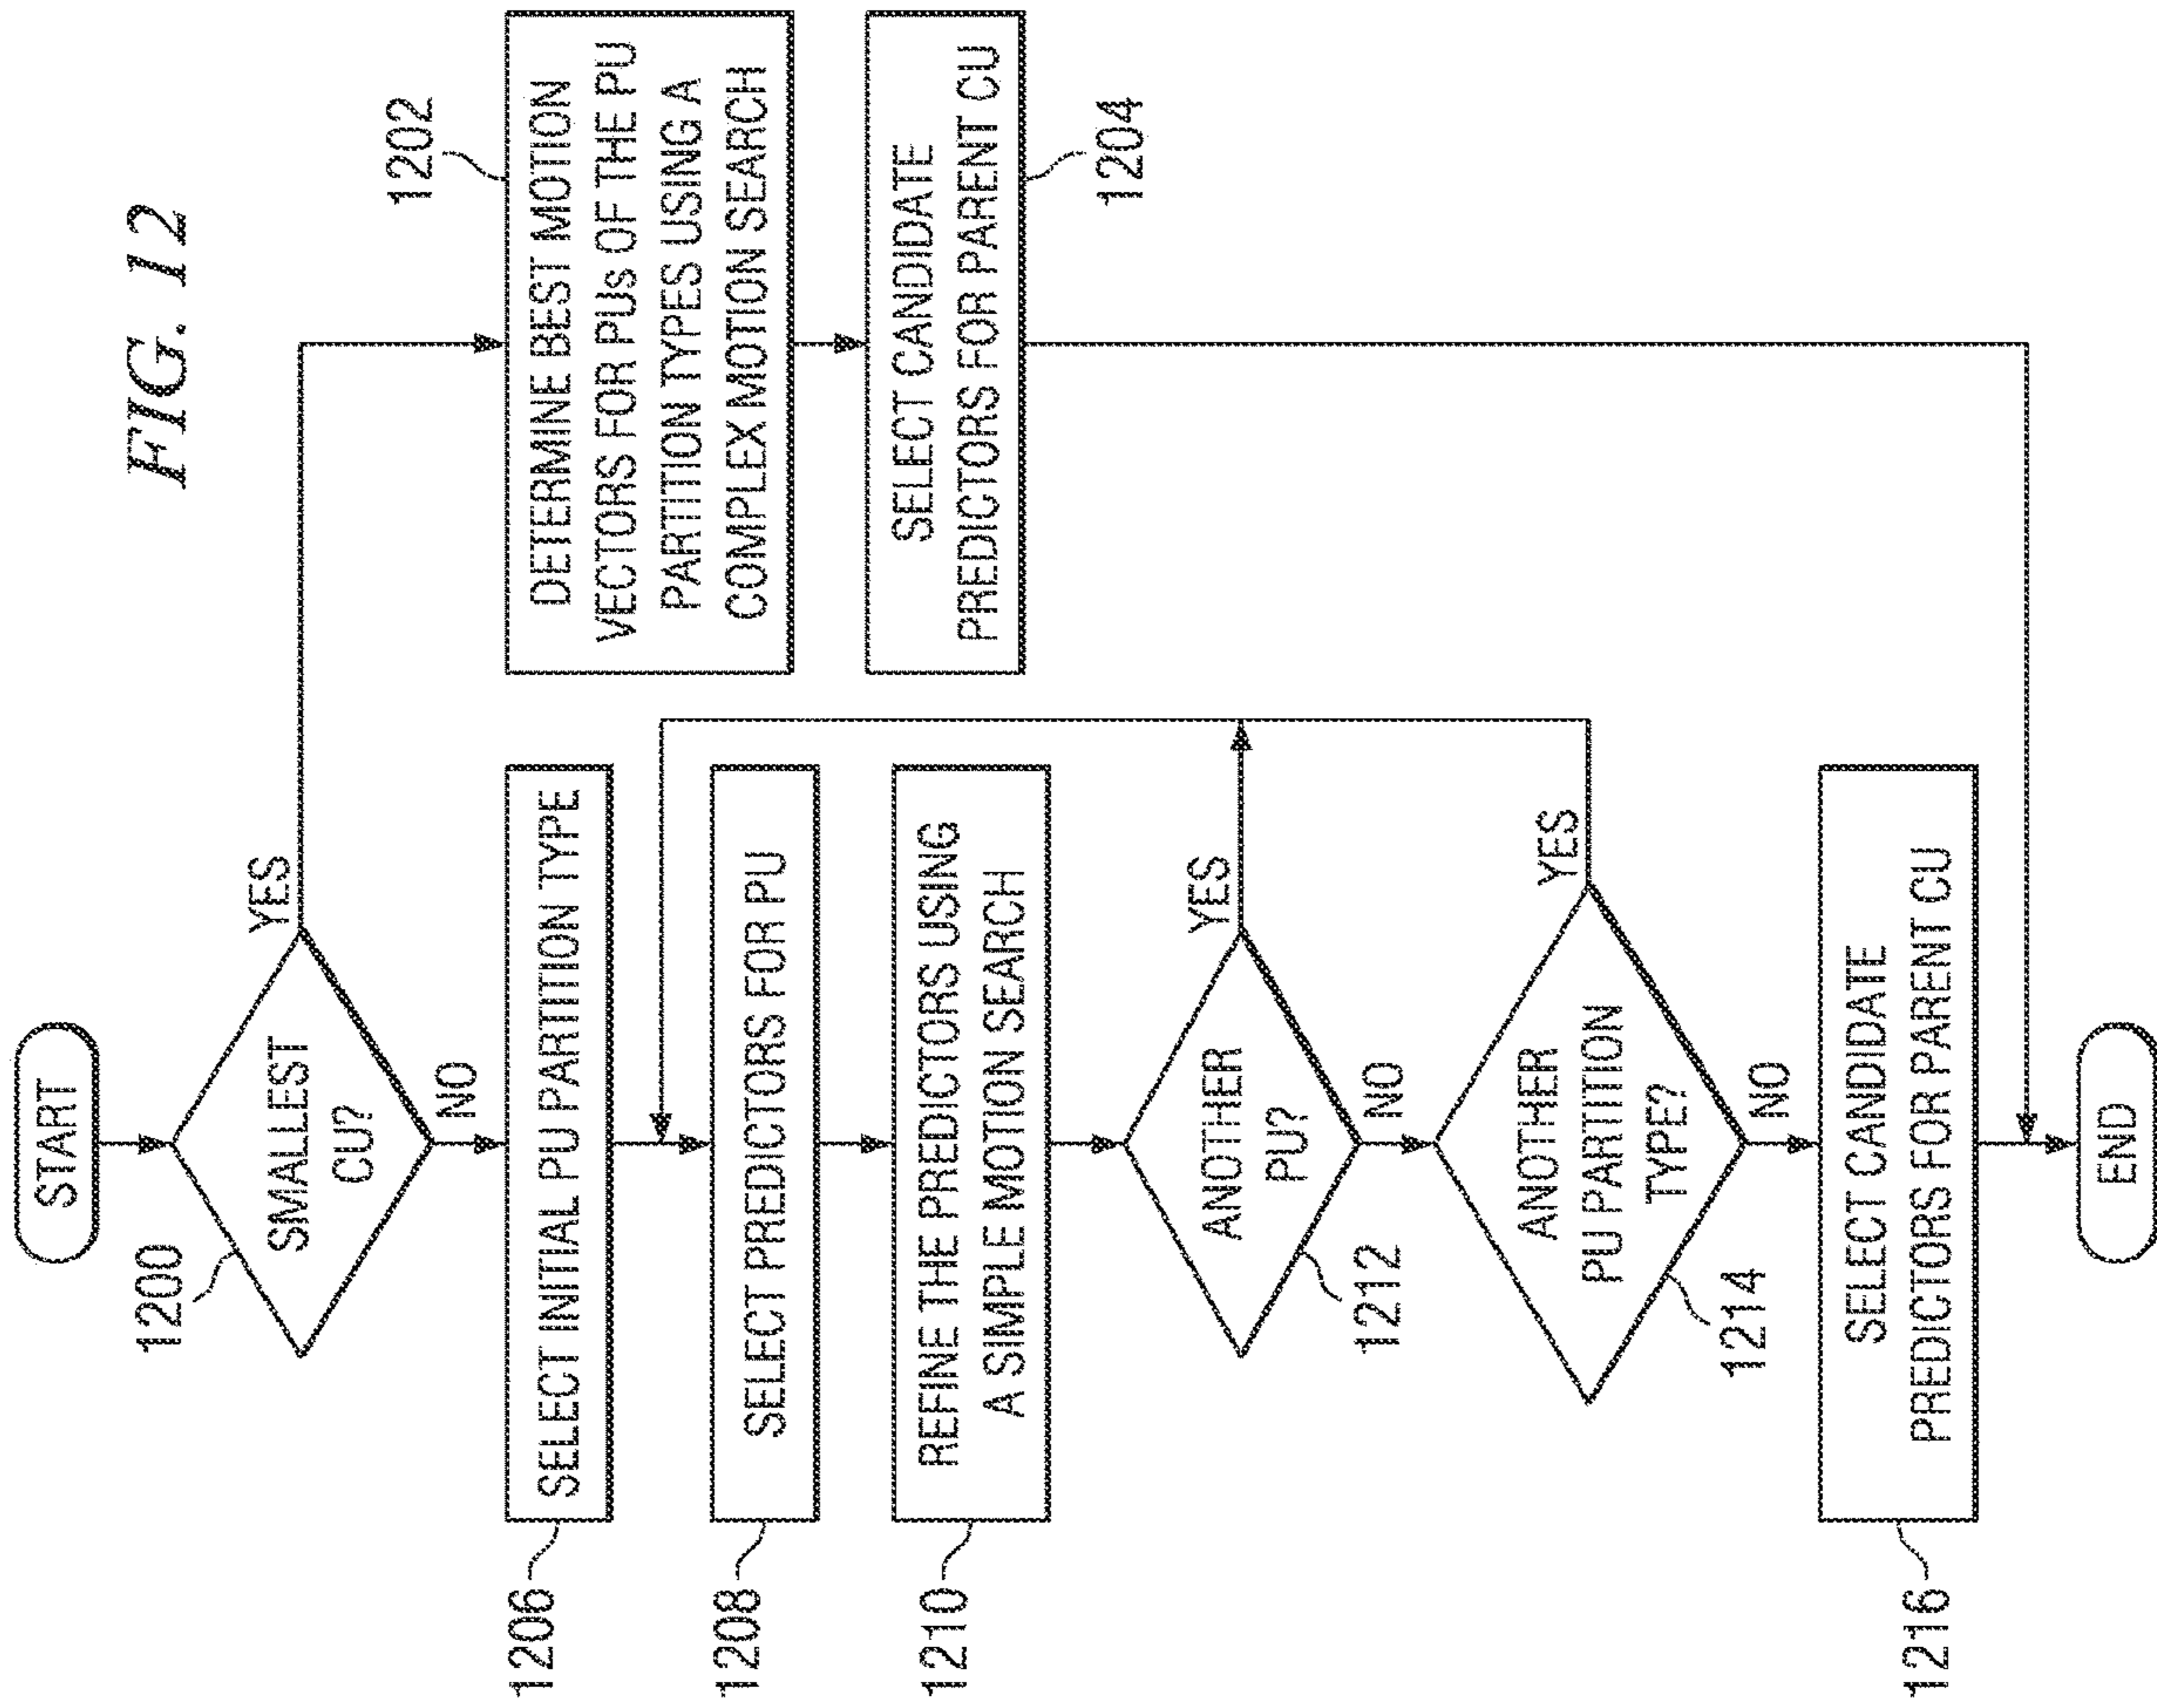 FIG. 12
START
1200
SMALLEST
CU?
YES
NO
1202
DETERMINE BEST MOTION
VECTORS FOR PUs OF THE PU
PARTITION TYPES USING A
COMPLEX MOTION SEARCH
SELECT CANDIDATE
PREDICTORS FOR PARENT CU
1204
1206
SELECT INITIAL PU PARTITION TYPE
1208
SELECT PREDICTORS FOR PU
1210
REFINE THE PREDICTORS USING
A SIMPLE MOTION SEARCH
ANOTHER
PU?
YES
NO
1212
ANOTHER
PU PARTITION
TYPE?
YES
NO
1214
SELECT CANDIDATE
PREDICTORS FOR PARENT CU
1216
END